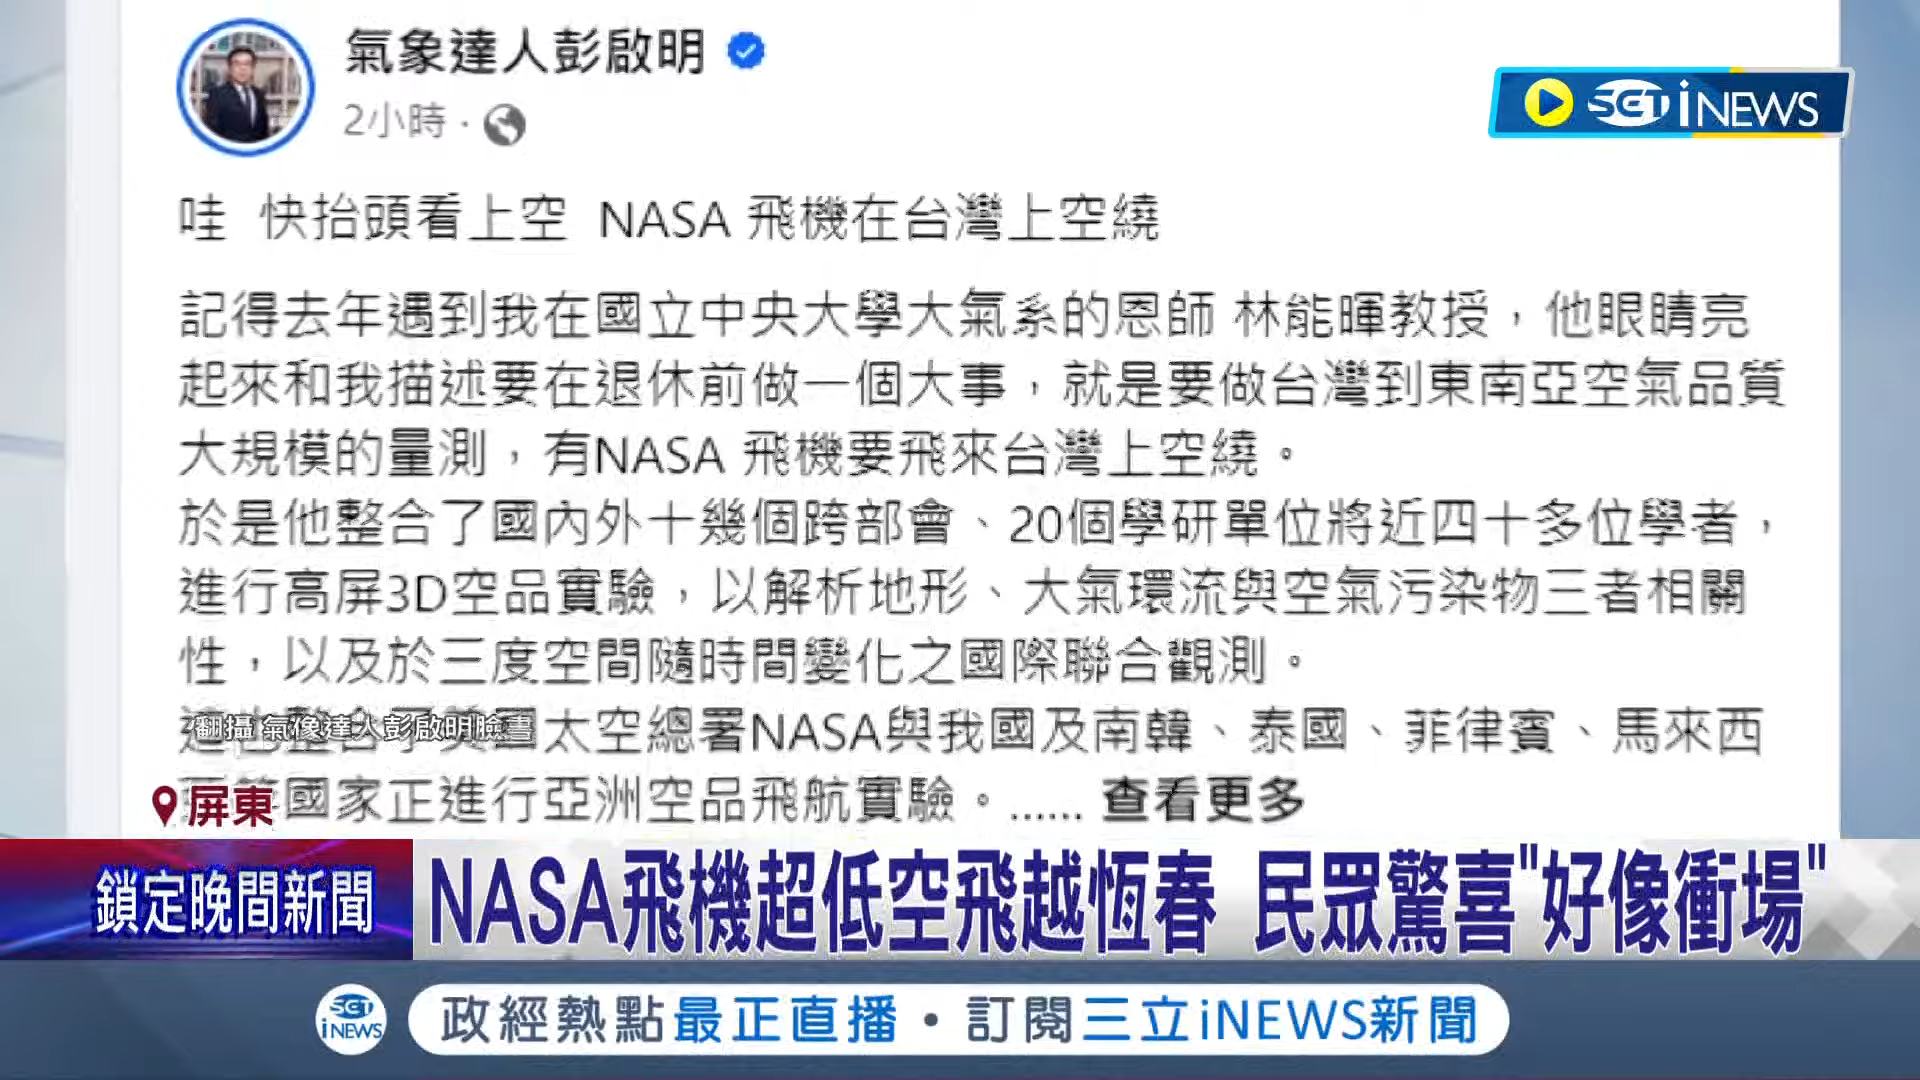 氣象達人彭啟明
2小時 ·
SET iNEWS
哇 快抬頭看上空 NASA 飛機在台灣上空繞
記得去年遇到我在國立中央大學大氣系的恩師 林能暉教授，他眼睛亮
起來和我描述要在退休前做一個大事，就是要做台灣到東南亞空氣品質
大規模的量測，有NASA 飛機要飛來台灣上空繞。
於是他整合了國內外十幾個跨部會、20個學研單位將近四十多位學者，
進行高屏3D空品實驗，以解析地形、大氣環流與空氣污染物三者相關
性，以及於三度空間隨時間變化之國際聯合觀測。
太空總署NASA與我國及南韓、泰國、菲律賓、馬來西
翻攝 氣像達人彭啟明臉書
國家正進行亞洲空品飛航實驗。...... 查看更多
屏東
鎖定晚間新聞
NASA飛機超低空飛越恆春 民眾驚喜"好像衝場"
SET iNEWS
政經熱點最正直播·訂閱三立iNEWS新聞